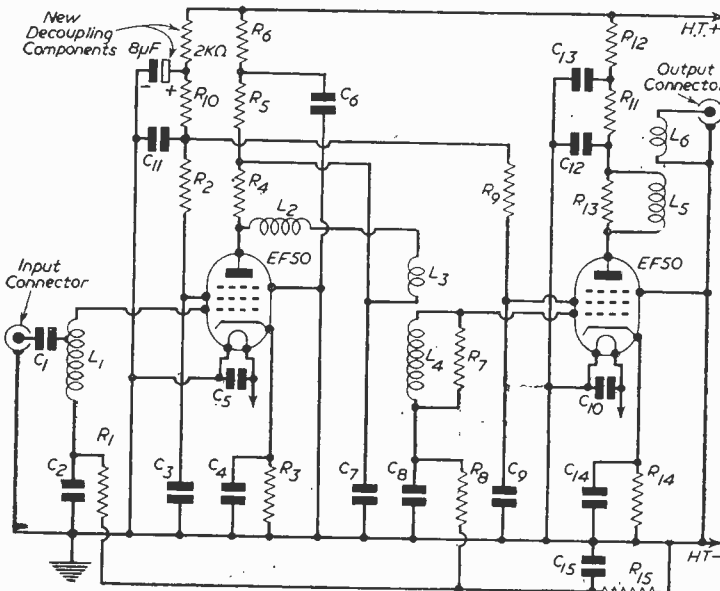 New
Decoupling
Components
8µF
2KΩ
R6
R12
H.T.+
C13
Output
Connector
R10
R5
C6
R11
L6
C11
R2
R4
R9
C12
R13
L5
L2
Input
Connector
EF50
L3
EF50
C1
L1
L4
R7
C5
C10
R1
C2
C3
C4
R3
C7
C8
R8
C9
C14
R14
C15
R15
HT−